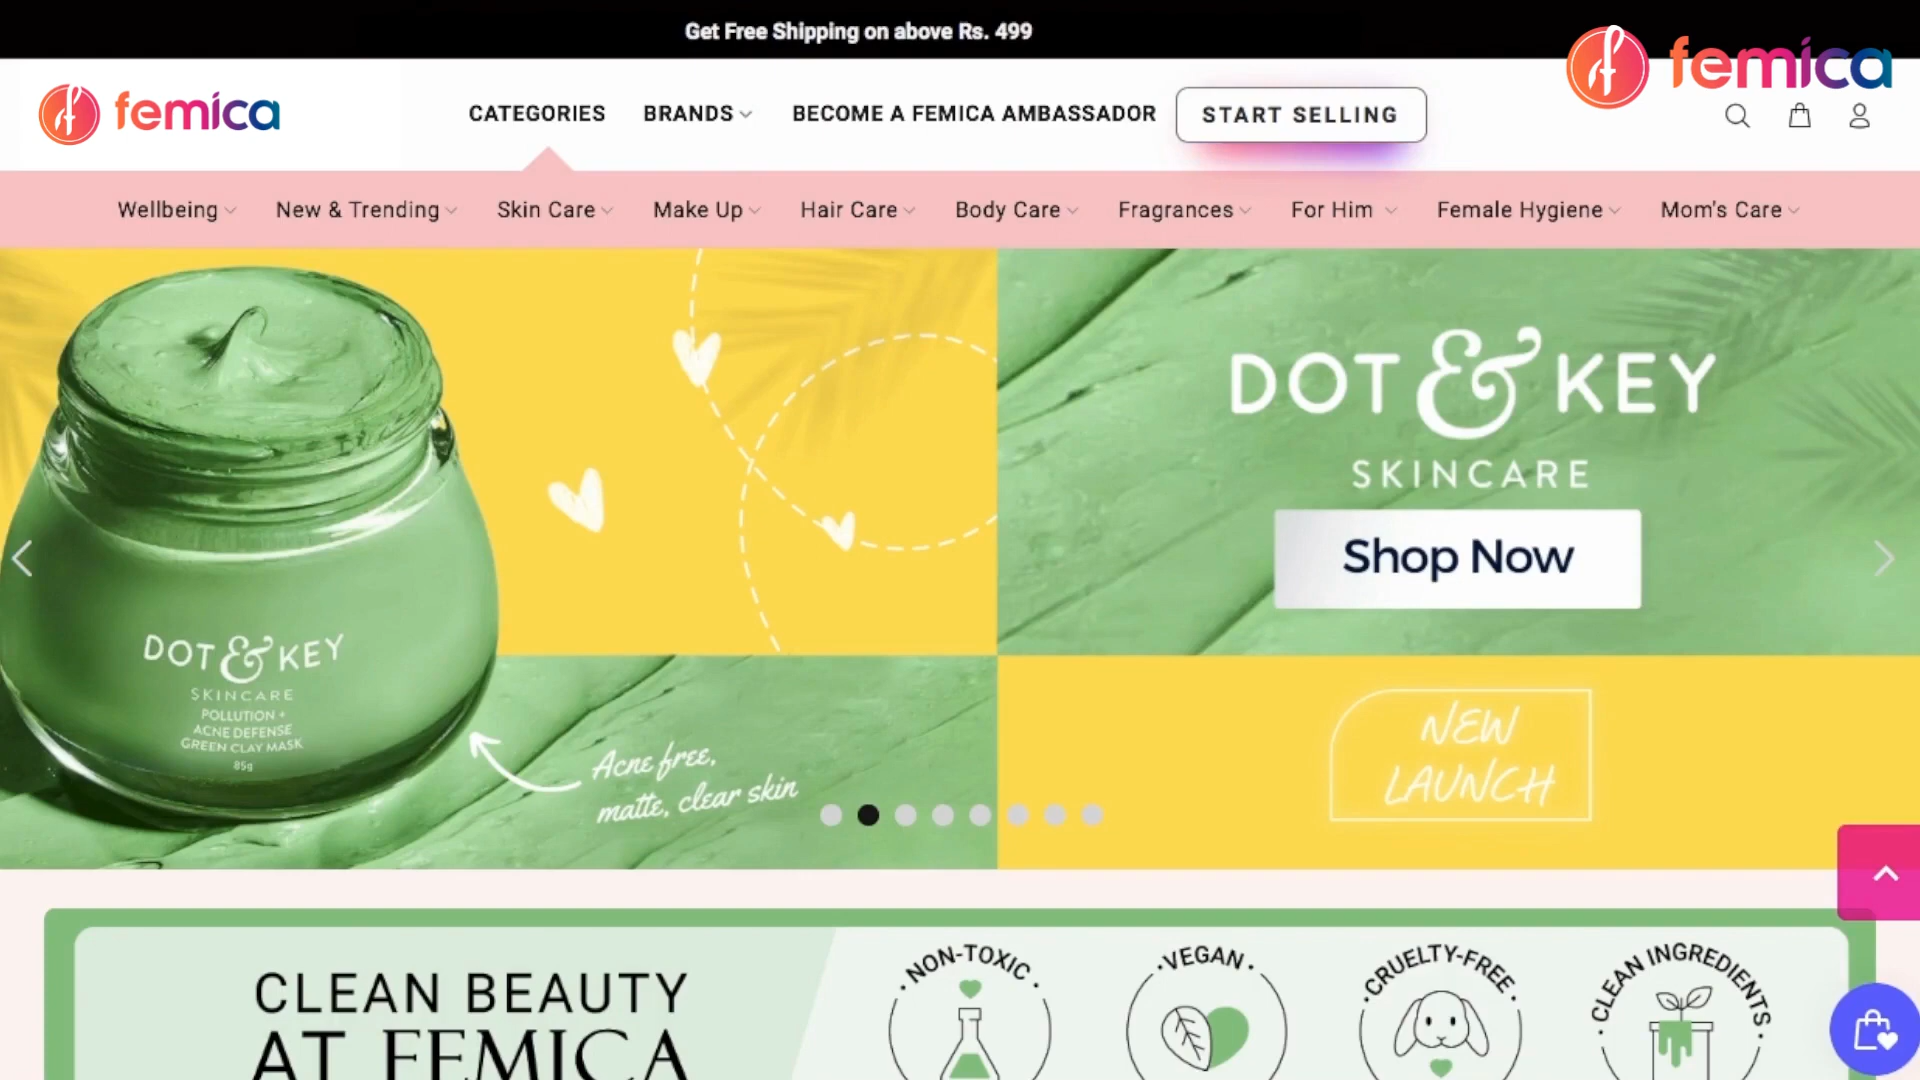 Get Free Shipping on above Rs. 499
femica
femica
CATEGORIES BRANDS BECOME A FEMICA AMBASSADOR START SELLING
Wellbeing New & Trending Skin Care Make Up Hair Care Body Care Fragrances For Him Female Hygiene Mom's Care
DOT & KEY
SKINCARE
Shop Now
DOT & KEY
SKINCARE
POLLUTION +
ACNE DEFENSE
GREEN CLAY MASK
85g
Acne free,
matte, clear skin
NEW
LAUNCH
CLEAN BEAUTY
AT FEMICA
NON-TOXIC
VEGAN
CRUELTY-FREE
CLEAN INGREDIENTS